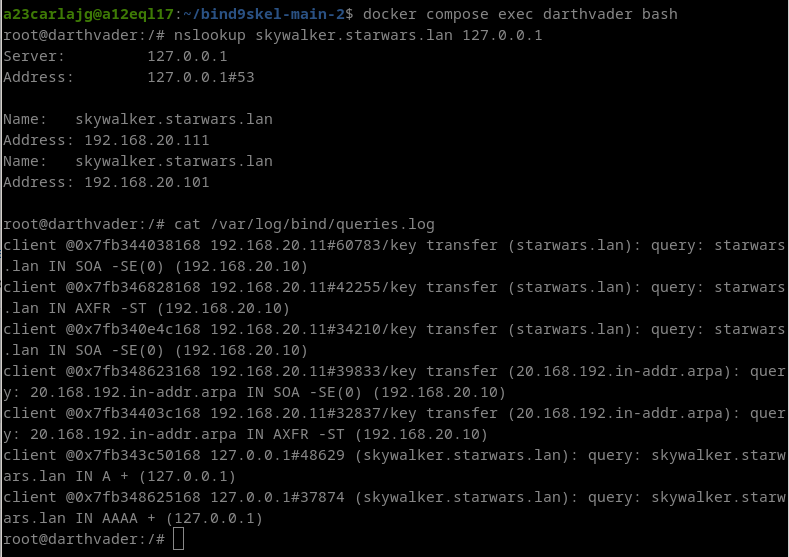 a23carlajg@a12eql17:~/bind9skel-main-2$ docker compose exec darthvader bash
root@darthvader:/# nslookup skywalker.starwars.lan 127.0.0.1
Server:         127.0.0.1
Address:        127.0.0.1#53

Name:   skywalker.starwars.lan
Address: 192.168.20.111
Name:   skywalker.starwars.lan
Address: 192.168.20.101

root@darthvader:/# cat /var/log/bind/queries.log
client @0x7fb344038168 192.168.20.11#60783/key transfer (starwars.lan): query: starwars
.lan IN SOA -SE(0) (192.168.20.10)
client @0x7fb346828168 192.168.20.11#42255/key transfer (starwars.lan): query: starwars
.lan IN AXFR -ST (192.168.20.10)
client @0x7fb340e4c168 192.168.20.11#34210/key transfer (starwars.lan): query: starwars
.lan IN SOA -SE(0) (192.168.20.10)
client @0x7fb348623168 192.168.20.11#39833/key transfer (20.168.192.in-addr.arpa): quer
y: 20.168.192.in-addr.arpa IN SOA -SE(0) (192.168.20.10)
client @0x7fb34403c168 192.168.20.11#32837/key transfer (20.168.192.in-addr.arpa): quer
y: 20.168.192.in-addr.arpa IN AXFR -ST (192.168.20.10)
client @0x7fb343c50168 127.0.0.1#48629 (skywalker.starwars.lan): query: skywalker.starw
ars.lan IN A + (127.0.0.1)
client @0x7fb348625168 127.0.0.1#37874 (skywalker.starwars.lan): query: skywalker.starw
ars.lan IN AAAA + (127.0.0.1)
root@darthvader:/#